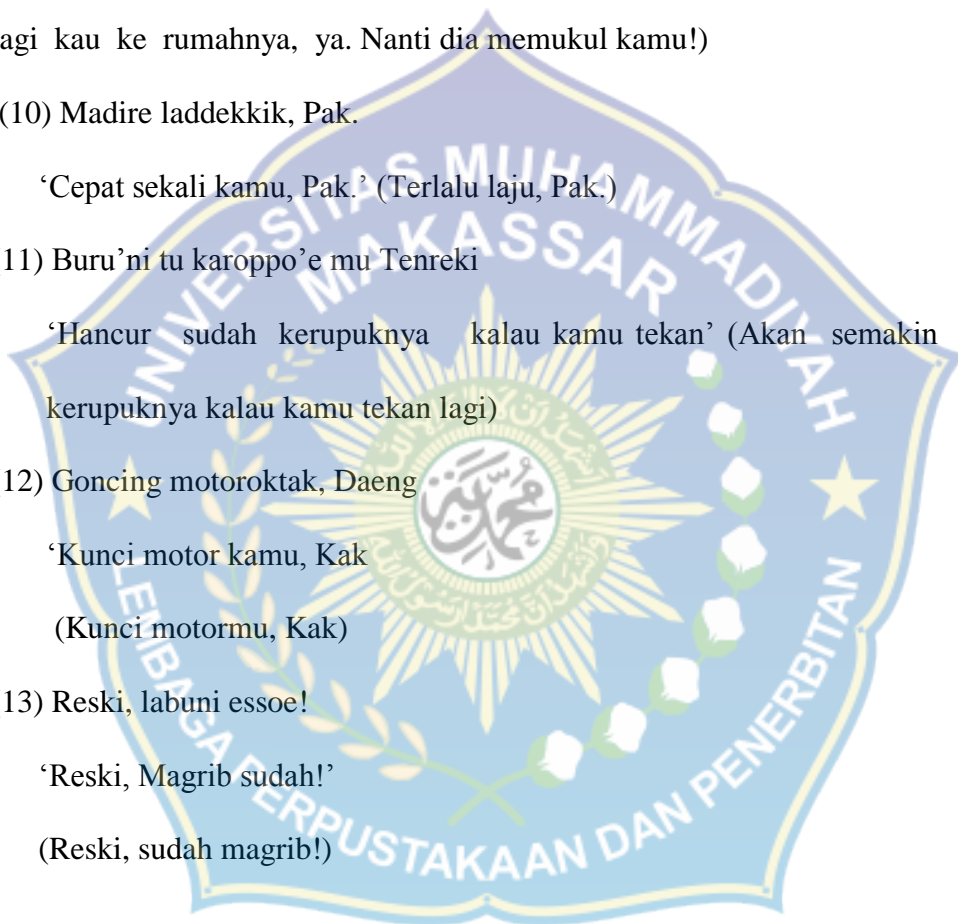 agi kau ke rumahnya, ya. Nanti dia memukul kamu!)
(10) Madire laddekkik, Pak.
‘Cepat sekali kamu, Pak.’ (Terlalu laju, Pak.)
11) Buru’ni tu karoppo’e mu Tenreki
‘Hancur sudah kerupuknya kalau kamu tekan’ (Akan semakin
kerupuknya kalau kamu tekan lagi)
12) Goncing motoroktak, Daeng
‘Kunci motor kamu, Kak
(Kunci motormu, Kak)
13) Reski, labuni essoe!
‘Reski, Magrib sudah!’
(Reski, sudah magrib!)
UNIVERSITAS MUHAMMADIYAH
MAKASSAR
LEMBAGA PERPUSTAKAAN DAN PENERBITAN